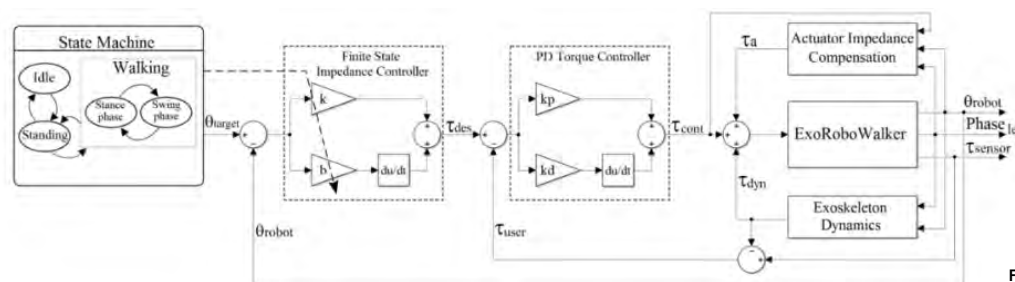 State Machine
Walking
Idle
Standing
Stance
phase
Swing
phase
θtarget
Finite State
Impedance Controller
k
b
du/dt
θrobot
τdes
PD Torque Controller
kp
kd
du/dt
τuser
τcont
τa
τdyn
Actuator Impedance
Compensation
ExoRoboWalker
Exoskeleton
Dynamics
θrobot
Phase
τsensor
F